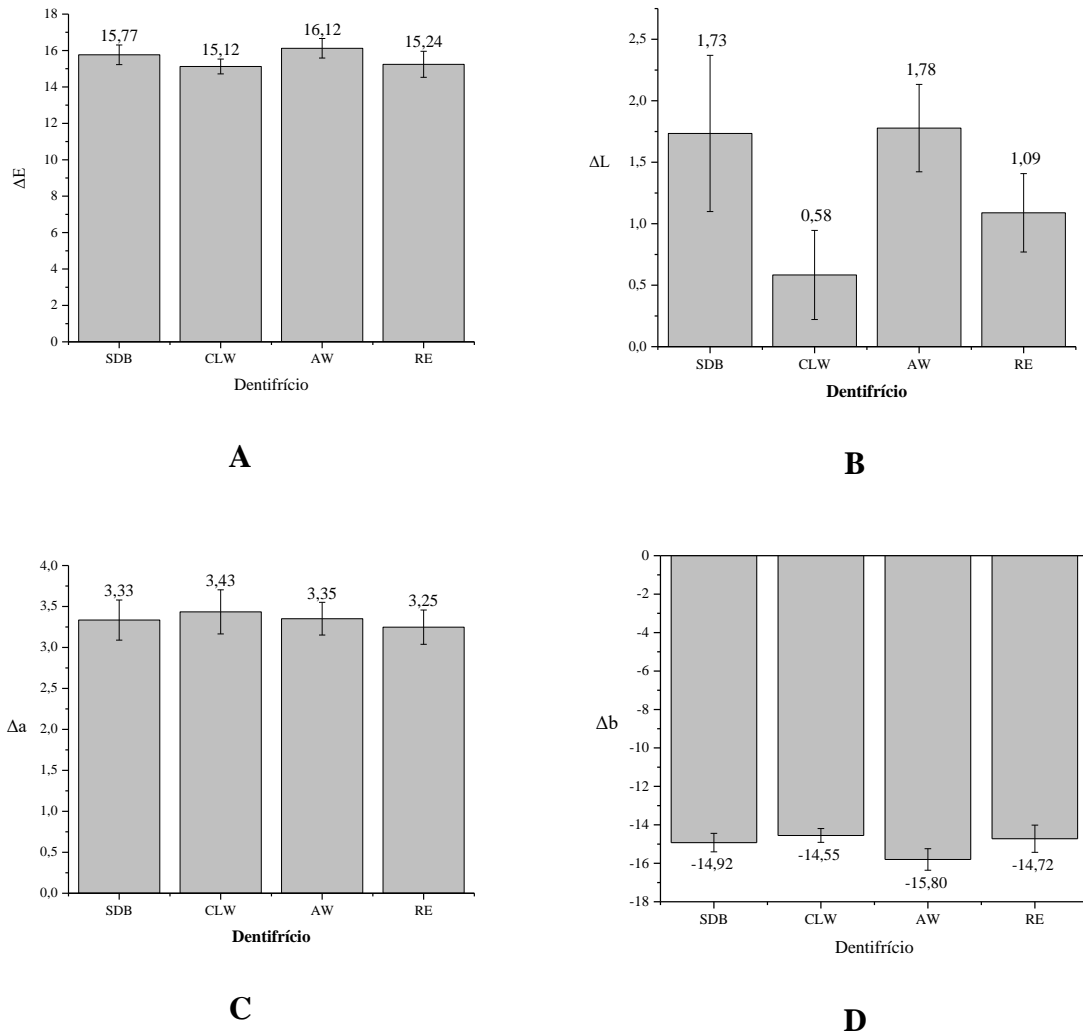 18
16
14
12
10
8
6
4
2
0
ΔE
15,77
15,12
16,12
15,24
SDB
CLW
AW
RE
Dentifrício
A
2,5
2,0
1,5
1,0
0,5
0,0
ΔL
1,73
0,58
1,78
1,09
SDB
CLW
AW
RE
Dentifrício
B
4,0
3,5
3,0
2,5
2,0
1,5
1,0
0,5
0,0
Δa
3,33
3,43
3,35
3,25
SDB
CLW
AW
RE
Dentifrício
C
0
-2
-4
-6
-8
-10
-12
-14
-16
-18
Δb
-14,92
-14,55
-15,80
-14,72
SDB
CLW
AW
RE
Dentifrício
D